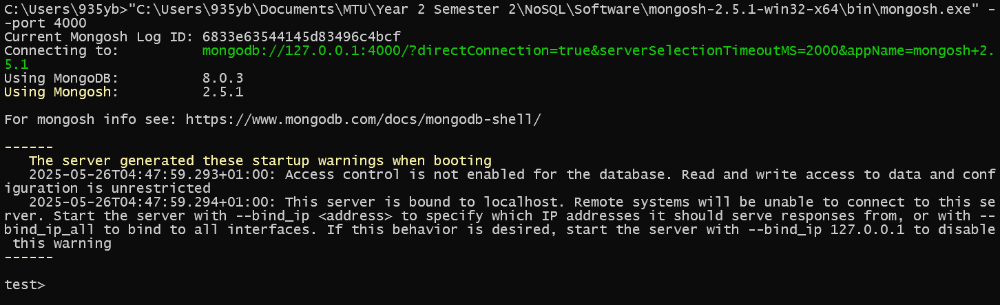 C:\Users\935yb>"C:\Users\935yb\Documents\MTU\Year 2 Semester 2\NoSQL\Software\mongosh-2.5.1-win32-x64\bin\mongosh.exe" -
-port 4000
Current Mongosh Log ID: 6833e63544145d83496c4bcf
Connecting to:          mongodb://127.0.0.1:4000/?directConnection=true&serverSelectionTimeoutMS=2000&appName=mongosh+2.
5.1
Using MongoDB:          8.0.3
Using Mongosh:          2.5.1
For mongosh info see: https://www.mongodb.com/docs/mongodb-shell/
------
   The server generated these startup warnings when booting
   2025-05-26T04:47:59.293+01:00: Access control is not enabled for the database. Read and write access to data and conf
iguration is unrestricted
   2025-05-26T04:47:59.294+01:00: This server is bound to localhost. Remote systems will be unable to connect to this se
rver. Start the server with --bind_ip <address> to specify which IP addresses it should serve responses from, or with --
bind_ip_all to bind to all interfaces. If this behavior is desired, start the server with --bind_ip 127.0.0.1 to disable
 this warning
------
test>